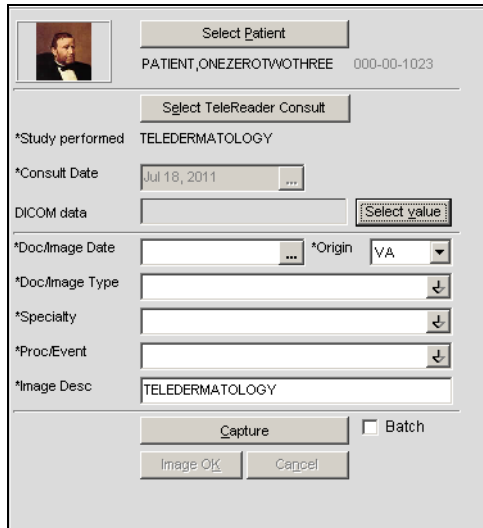 Select Patient
PATIENT,ONEZEROTWOTHREE 000-00-1023
Select TeleReader Consult
*Study performed TELEDERMATOLOGY
*Consult Date Jul 18, 2011 ...
DICOM data Select value
*Doc/Image Date ... *Origin VA
*Doc/Image Type
*Specialty
*Proc/Event
*Image Desc TELEDERMATOLOGY
Capture Batch
Image OK Cancel